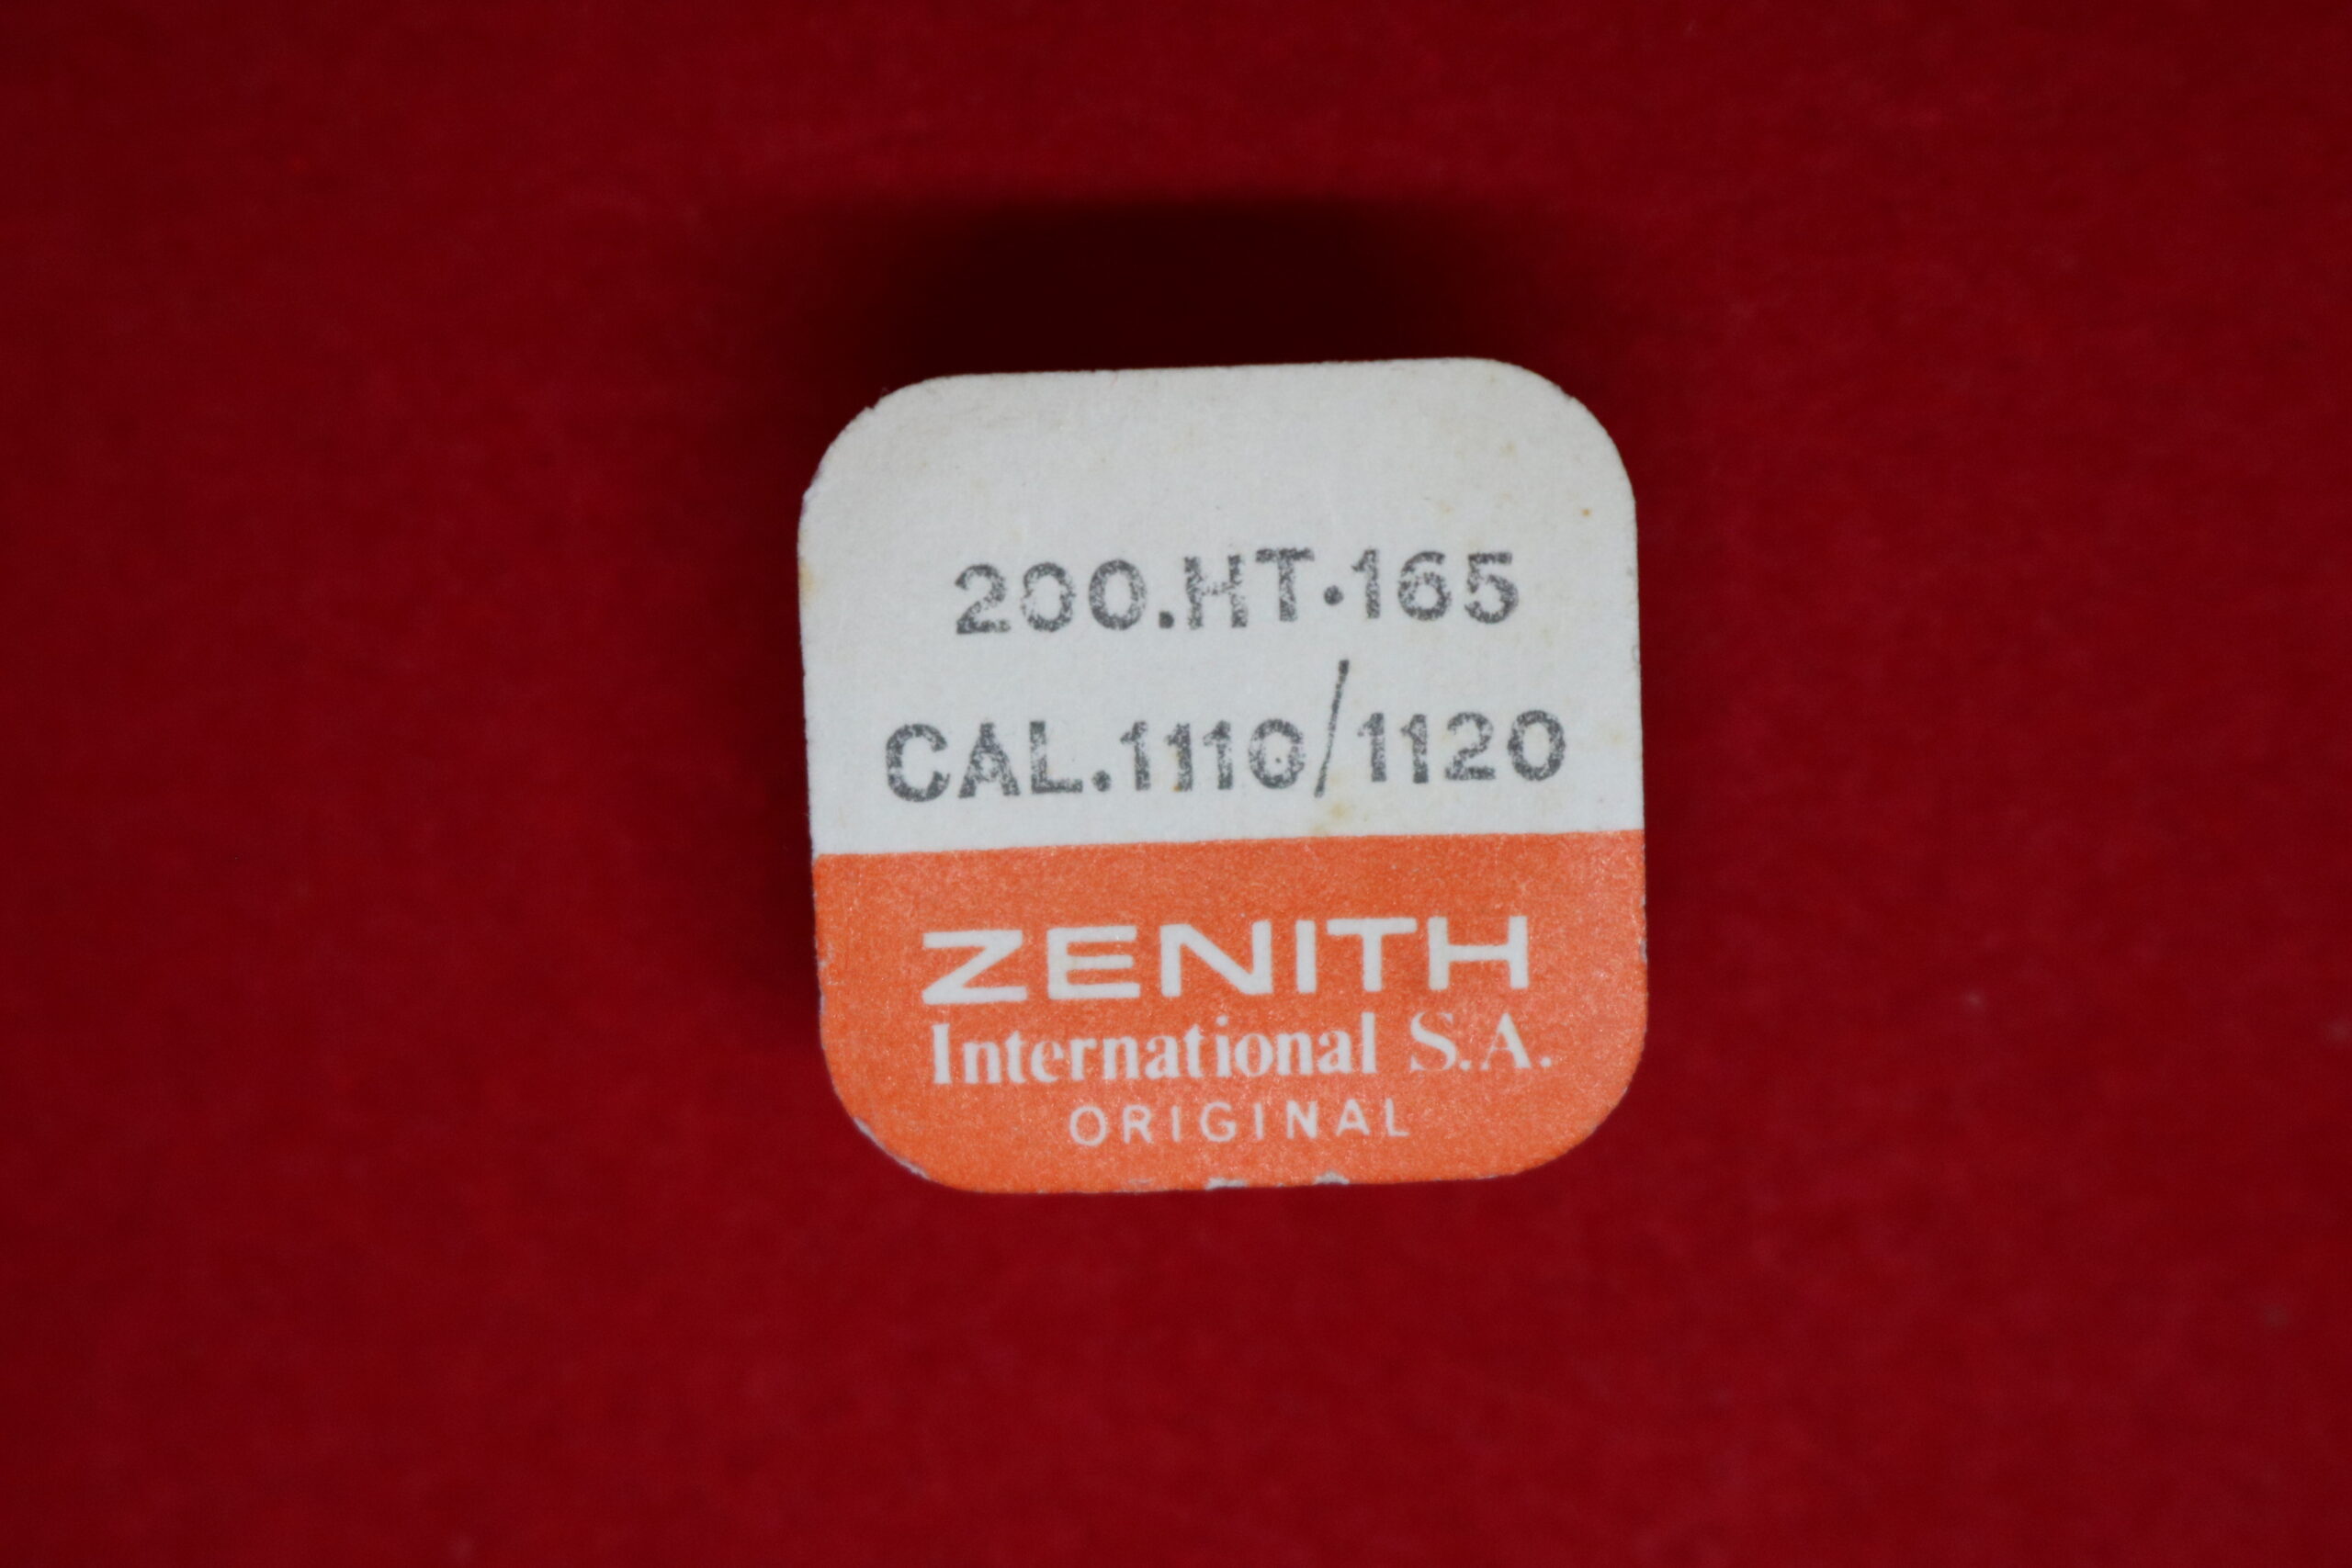 200.HT.165
CAL.1110/1120
ZENITH
International S.A.
ORIGINAL